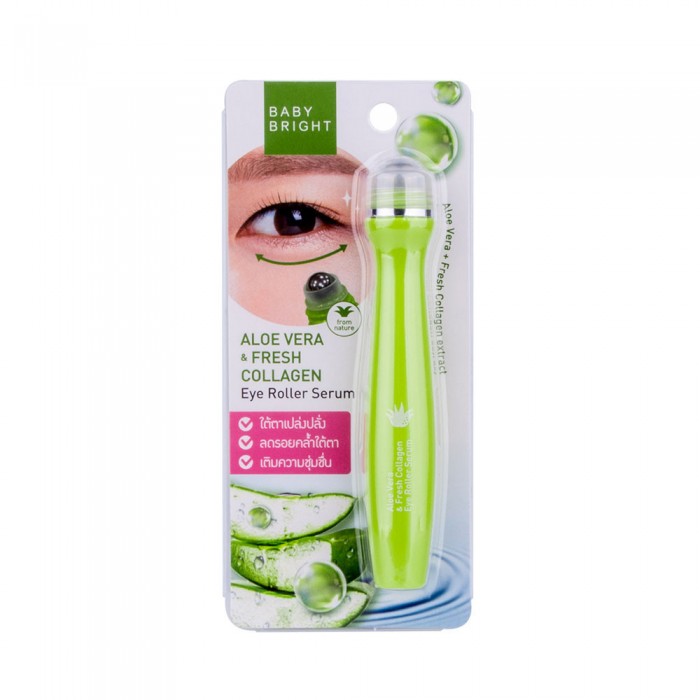 BABY
BRIGHT
from
nature
ALOE VERA
& FRESH
COLLAGEN
Eye Roller Serum
ใต้ตาเปล่งปลั่ง
ลดรอยคล้ำใต้ตา
เติมความชุ่มชื่น
Aloe Vera + Fresh Collagen extract
Aloe Vera
& Fresh Collagen
Eye Roller Serum